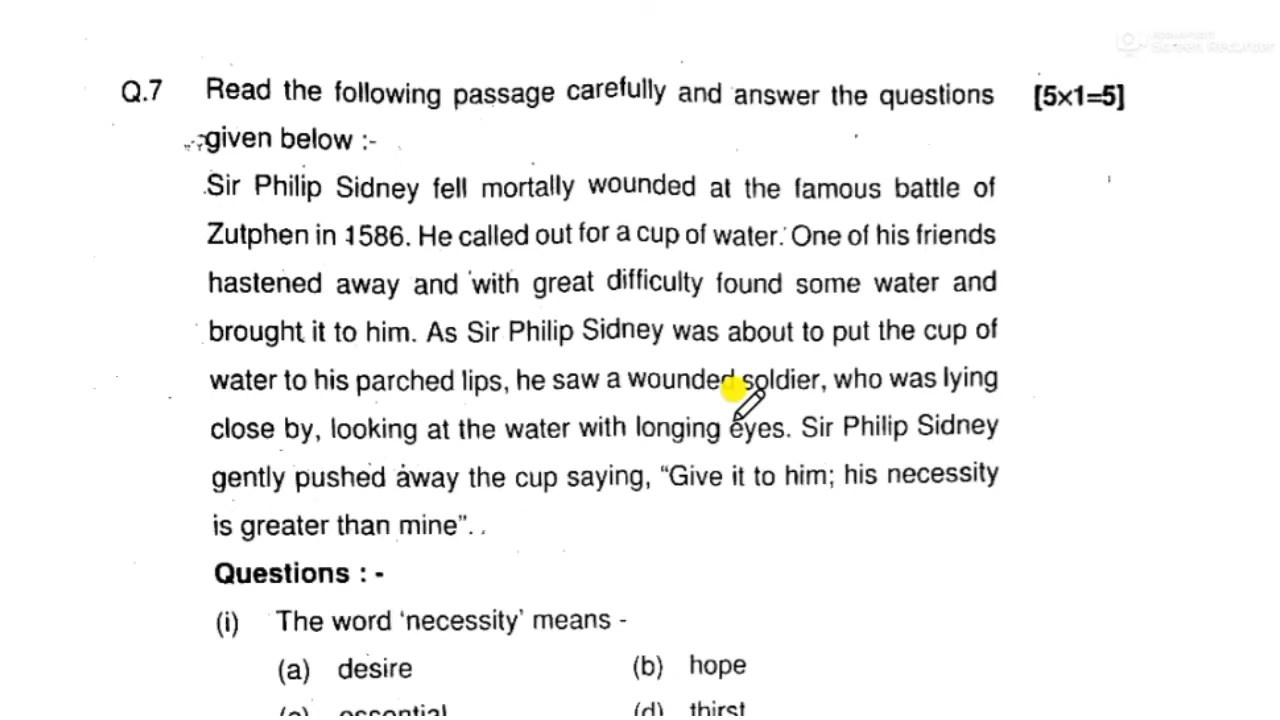 Screen Recorder
Q.7 Read the following passage carefully and answer the questions [5x1=5]
given below :-
Sir Philip Sidney fell mortally wounded at the famous battle of
Zutphen in 1586. He called out for a cup of water. One of his friends
hastened away and with great difficulty found some water and
brought it to him. As Sir Philip Sidney was about to put the cup of
water to his parched lips, he saw a wounded soldier, who was lying
close by, looking at the water with longing eyes. Sir Philip Sidney
gently pushed away the cup saying, “Give it to him; his necessity
is greater than mine”.
Questions : -
(i) The word ‘necessity’ means -
(a) desire (b) hope
(c) essential (d) thirst